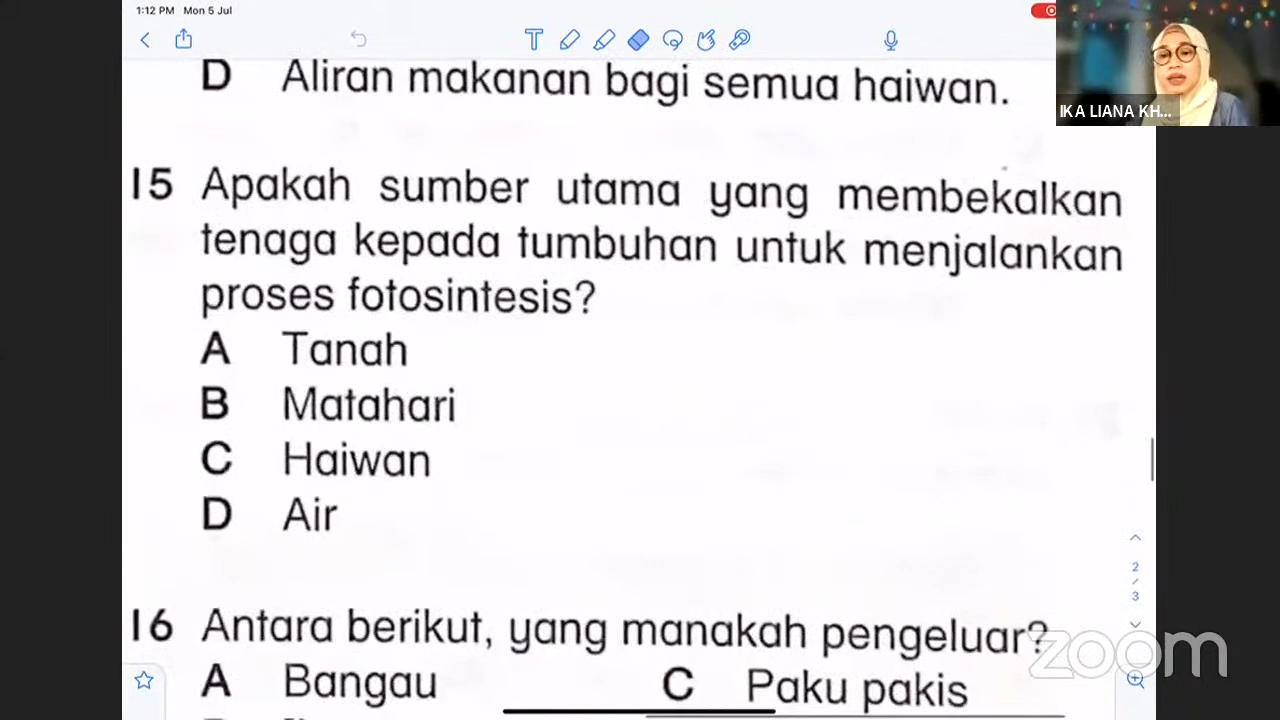 1:12 PM Mon 5 Jul
IKA LIANA KH...
D Aliran makanan bagi semua haiwan.
15 Apakah sumber utama yang membekalkan
tenaga kepada tumbuhan untuk menjalankan
proses fotosintesis?
A Tanah
B Matahari
C Haiwan
D Air
2
/
3
16 Antara berikut, yang manakah pengeluar?
A Bangau C Paku pakis
zoom